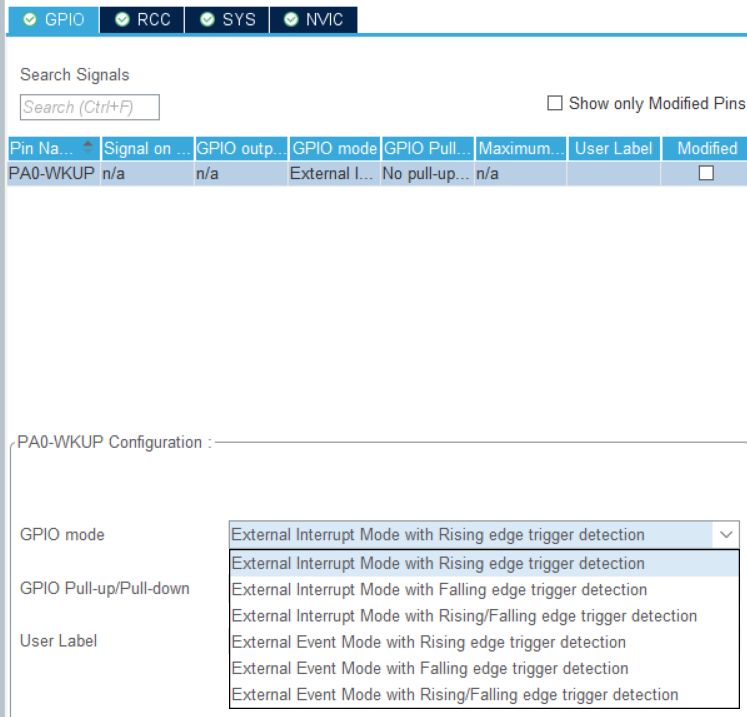 GPIO RCC SYS NVIC
Search Signals
Search (Ctrl+F)
Show only Modified Pins
Pin Na... Signal on ... GPIO outp... GPIO mode GPIO Pull... Maximum... User Label Modified
PA0-WKUP n/a n/a External I... No pull-up... n/a
PA0-WKUP Configuration :
GPIO mode External Interrupt Mode with Rising edge trigger detection
External Interrupt Mode with Rising edge trigger detection
GPIO Pull-up/Pull-down External Interrupt Mode with Falling edge trigger detection
External Interrupt Mode with Rising/Falling edge trigger detection
User Label External Event Mode with Rising edge trigger detection
External Event Mode with Falling edge trigger detection
External Event Mode with Rising/Falling edge trigger detection